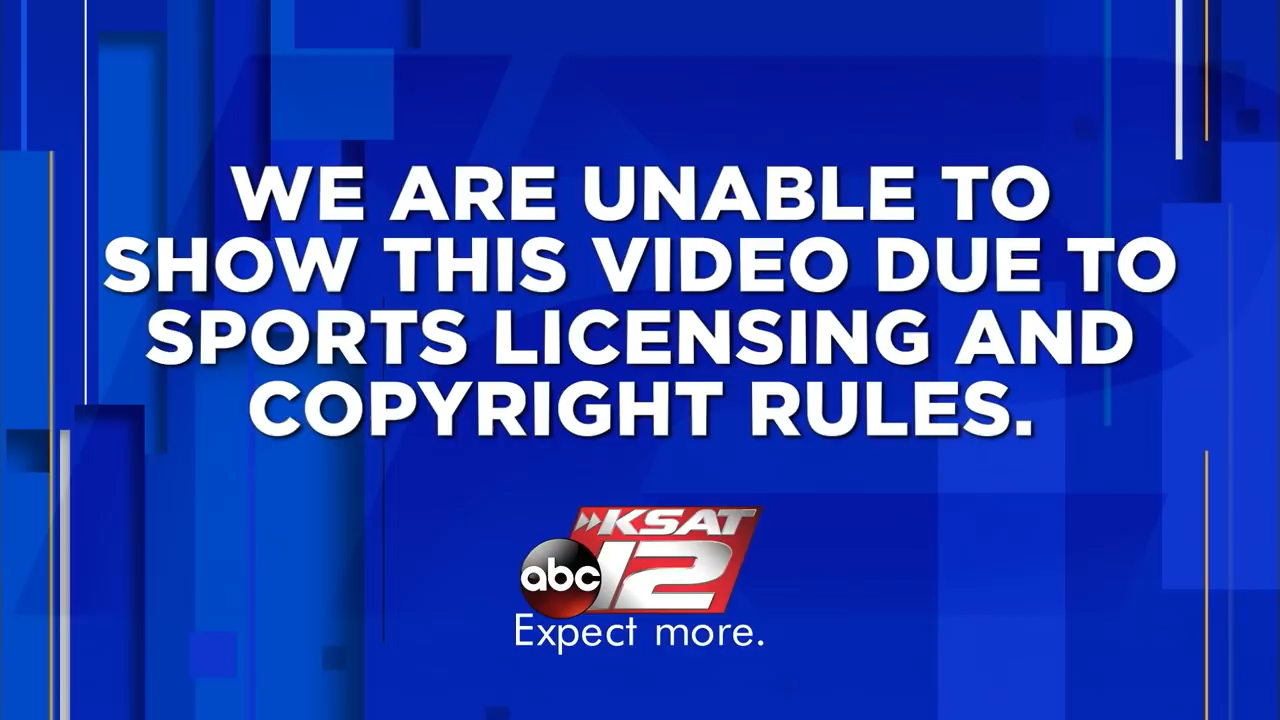 WE ARE UNABLE TO
SHOW THIS VIDEO DUE TO
SPORTS LICENSING AND
COPYRIGHT RULES.
KSAT
abc 12
Expect more.